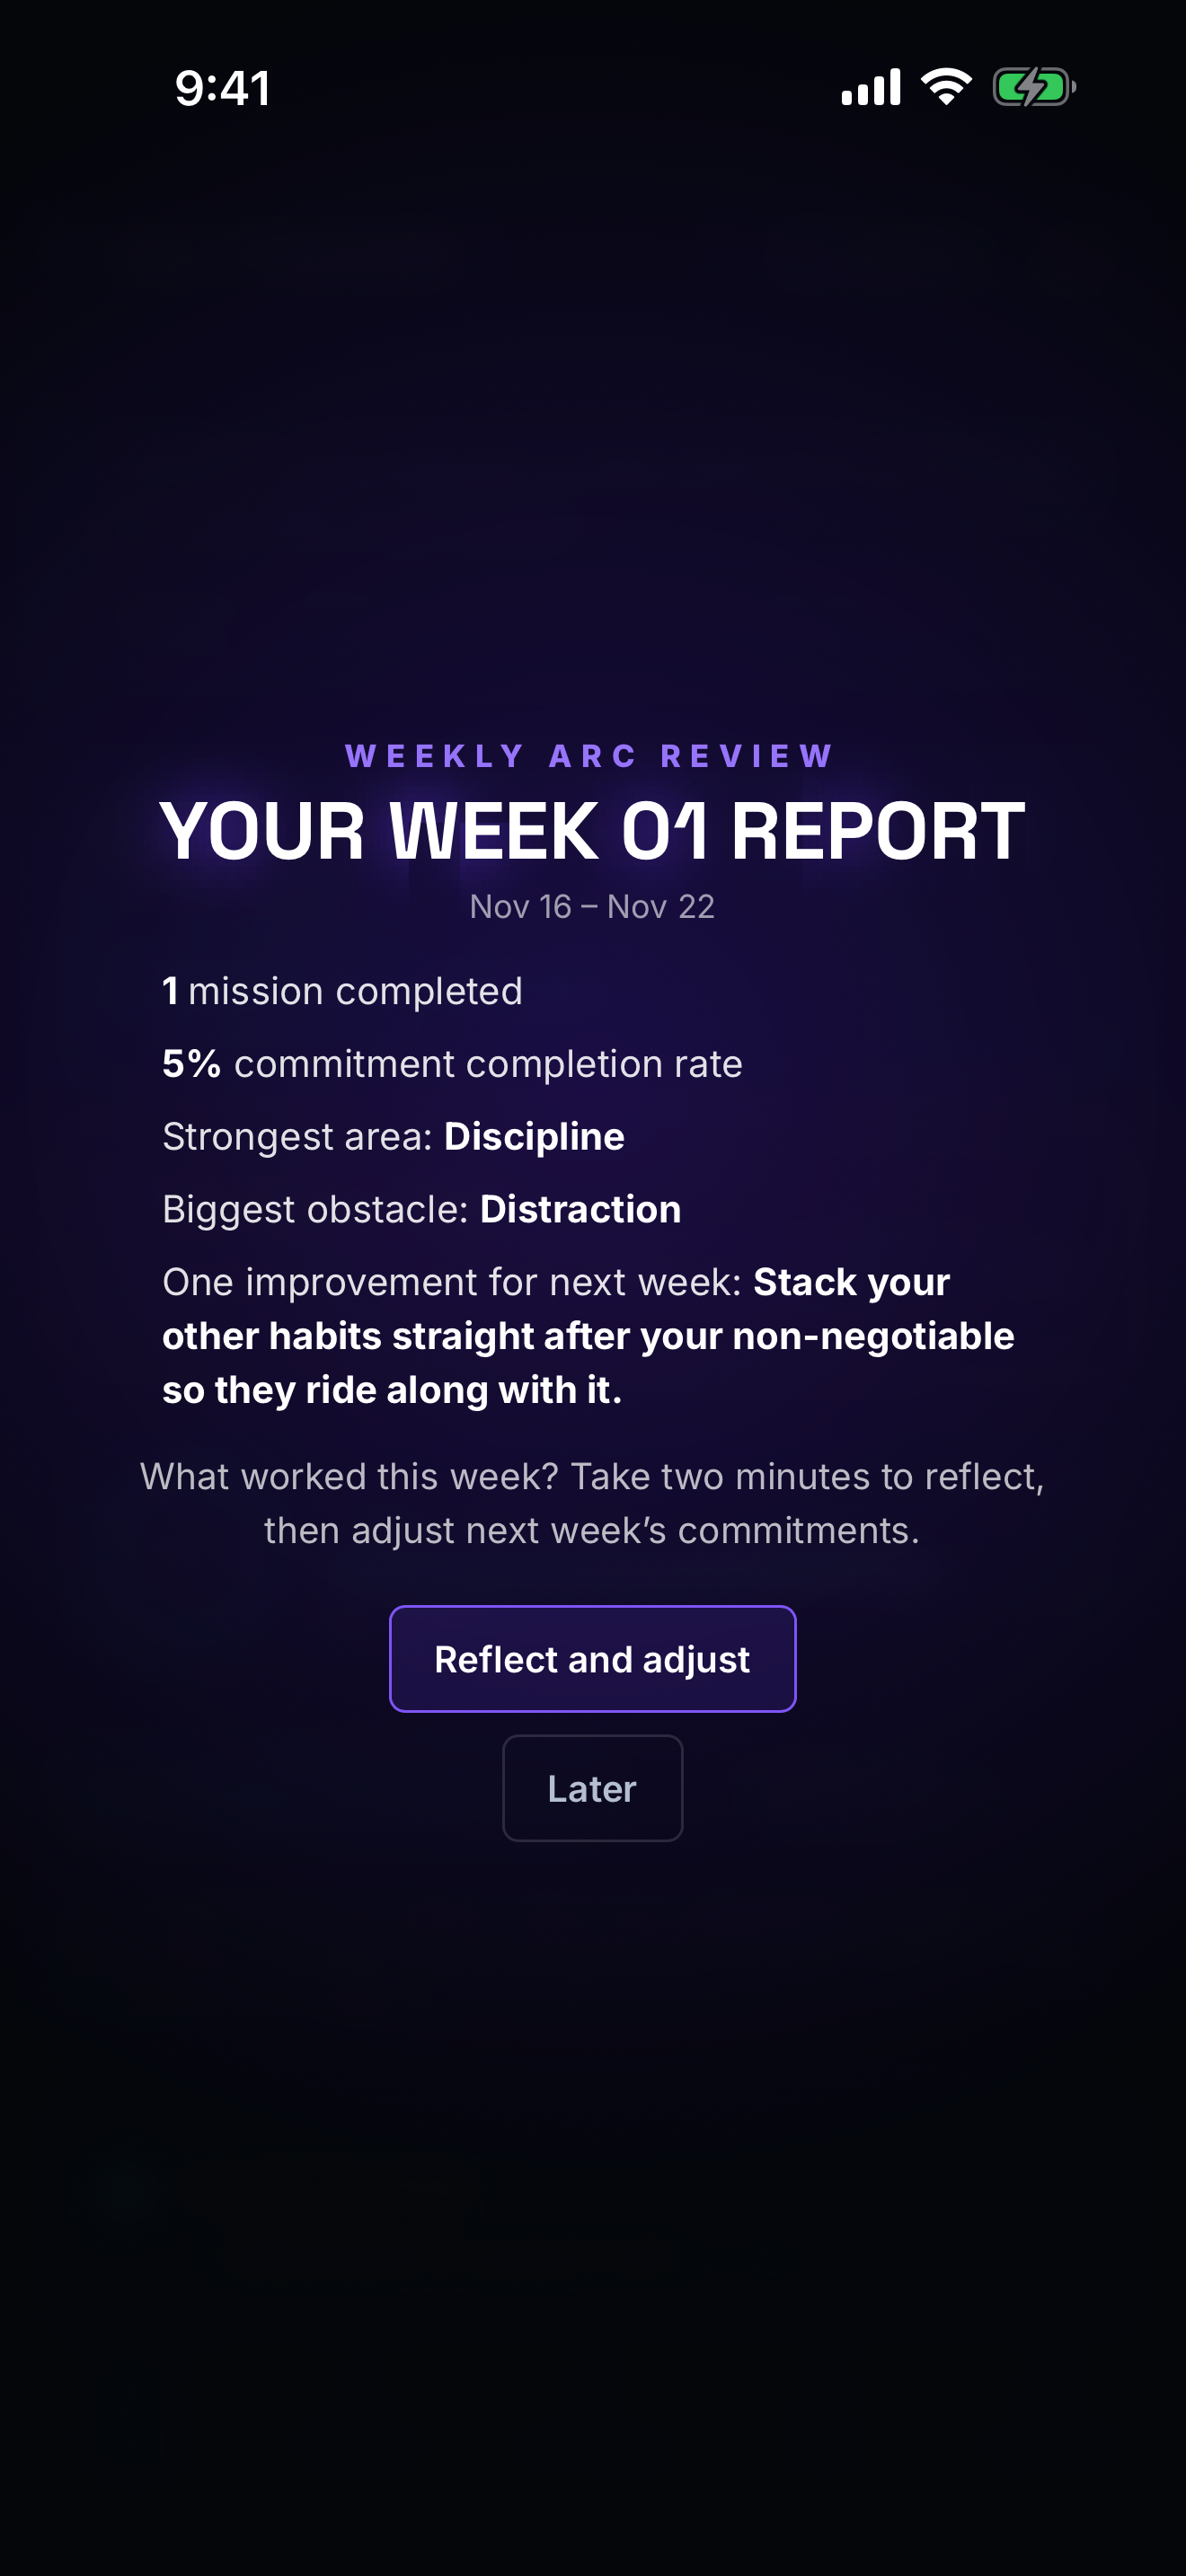 9:41
WEEKLY ARC REVIEW
YOUR WEEK 01 REPORT
Nov 16 – Nov 22
1 mission completed
5% commitment completion rate
Strongest area: Discipline
Biggest obstacle: Distraction
One improvement for next week: Stack your
other habits straight after your non-negotiable
so they ride along with it.
What worked this week? Take two minutes to reflect,
then adjust next week’s commitments.
Reflect and adjust
Later